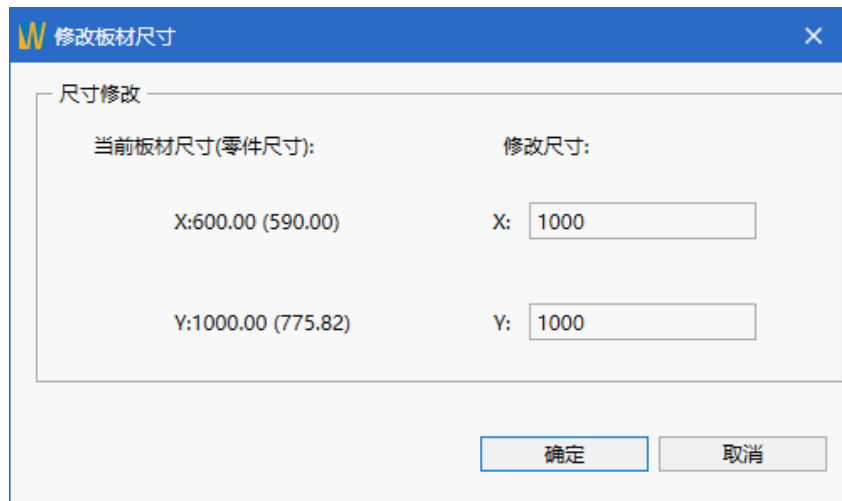 修改板材尺寸
尺寸修改
当前板材尺寸(零件尺寸): 修改尺寸:
X:600.00 (590.00) X: 1000
Y:1000.00 (775.82) Y: 1000
确定 取消